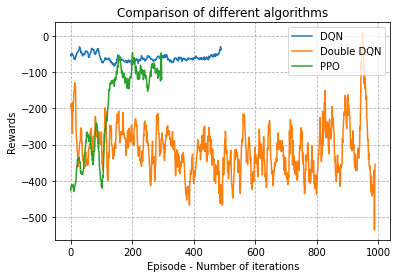 Comparison of different algorithms
DQN
Double DQN
PPO
Rewards
0
−100
−200
−300
−400
−500
0
200
400
600
800
1000
Episode - Number of iterations